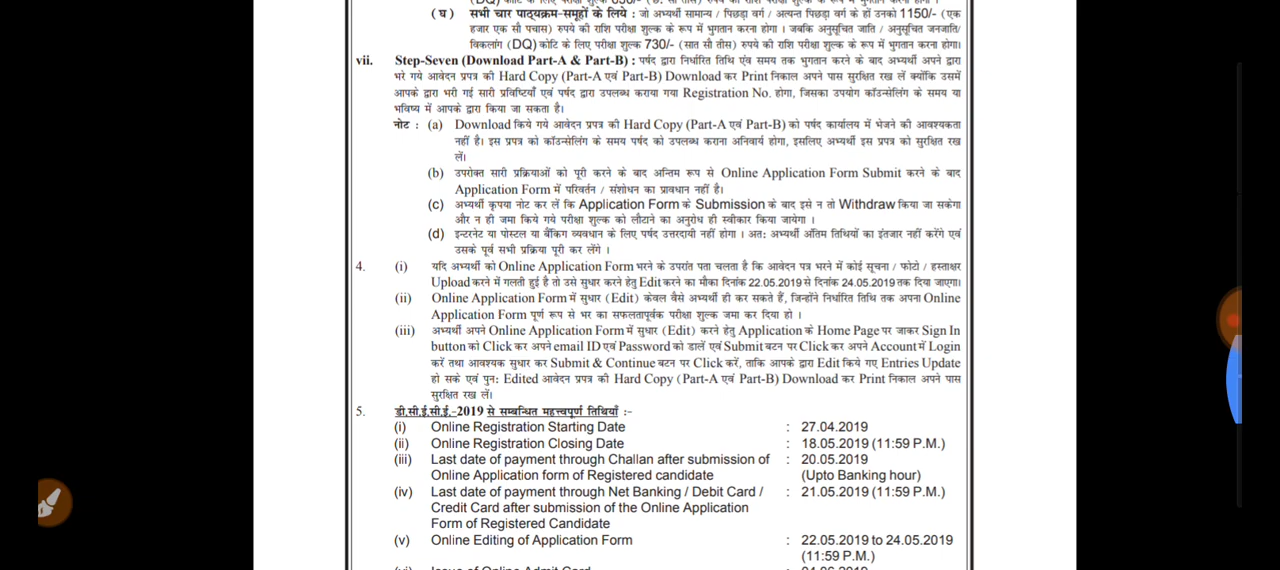 (घ) सभी चार पाठ्यक्रम-समूहों के लिये : जो अभ्यर्थी सामान्य / पिछड़ा वर्ग / अत्यन्त पिछड़ा वर्ग के हों उनको 1150/- (एक
हजार एक सौ पचास) रुपये की राशि परीक्षा शुल्क के रूप में भुगतान करना होगा । जबकि अनुसूचित जाति / अनुसूचित जनजाति/
विकलांग (DQ) कोटि के लिए परीक्षा शुल्क 730/- (सात सौ तीस) रुपये की राशि परीक्षा शुल्क के रूप में भुगतान करना होगा।
vii. Step-Seven (Download Part-A & Part-B) : पर्षद द्वारा निर्धारित तिथि एंव समय तक भुगतान करने के बाद अभ्यर्थी अपने द्वारा
भरे गये आवेदन प्रपत्र की Hard Copy (Part-A एवं Part-B) Download कर Print निकाल अपने पास सुरक्षित रख लें क्योंकि उसमें
आपके द्वारा भरी गई सारी प्रविष्टियाँ एवं पर्षद द्वारा उपलब्ध कराया गया Registration No. होगा, जिसका उपयोग कॉउन्सेलिंग के समय या
भविष्य में आपके द्वारा किया जा सकता है।
नोट : (a) Download किये गये आवेदन प्रपत्र की Hard Copy (Part-A एवं Part-B) को पर्षद कार्यालय में भेजने की आवश्यकता
नहीं है। इस प्रपत्र को कॉउन्सेलिंग के समय पर्षद को उपलब्ध कराना अनिवार्य होगा, इसलिए अभ्यर्थी इस प्रपत्र को सुरक्षित रख
लें।
(b) उपरोक्त सारी प्रक्रियाओं को पूरी करने के बाद अन्तिम रूप से Online Application Form Submit करने के बाद
Application Form में परिवर्तन / संशोधन का प्रावधान नहीं है।
(c) अभ्यर्थी कृपया नोट कर लें कि Application Form के Submission के बाद इसे न तो Withdraw किया जा सकेगा
और न ही जमा किये गये परीक्षा शुल्क को लौटाने का अनुरोध ही स्वीकार किया जायेगा ।
(d) इन्टरनेट या पोस्टल या बैंकिग व्यवधान के लिए पर्षद उत्तरदायी नहीं होगा । अतः अभ्यर्थी अंतिम तिथियों का इंतजार नहीं करेंगे एवं
उसके पूर्व सभी प्रक्रिया पूरी कर लेंगे ।
4. (i) यदि अभ्यर्थी को Online Application Form भरने के उपरांत पता चलता है कि आवेदन पत्र भरने में कोई सूचना / फोटो / हस्ताक्षर
Upload करने में गलती हुई है तो उसे सुधार करने हेतु Edit करने का मौका दिनांक 22.05.2019 से दिनांक 24.05.2019 तक दिया जाएगा।
(ii) Online Application Form में सुधार (Edit) केवल वैसे अभ्यर्थी ही कर सकते हैं, जिन्होंने निर्धारित तिथि तक अपना Online
Application Form पूर्ण रूप से भर का सफलतापूर्वक परीक्षा शुल्क जमा कर दिया हो ।
(iii) अभ्यर्थी अपने Online Application Form में सुधार (Edit) करने हेतु Application के Home Page पर जाकर Sign In
button को Click कर अपने email ID एवं Password को डालें एवं Submit बटन पर Click कर अपने Account में Login
करें तथा आवश्यक सुधार कर Submit & Continue बटन पर Click करें, ताकि आपके द्वारा Edit किये गए Entries Update
हो सके एवं पुनः Edited आवेदन प्रपत्र की Hard Copy (Part-A एवं Part-B) Download कर Print निकाल अपने पास
सुरक्षित रख लें।
5. डी.सी.ई.सी.ई.-2019 से सम्बन्धित महत्त्वपूर्ण तिथियाँ :-
(i) Online Registration Starting Date : 27.04.2019
(ii) Online Registration Closing Date : 18.05.2019 (11:59 P.M.)
(iii) Last date of payment through Challan after submission of : 20.05.2019
Online Application form of Registered candidate (Upto Banking hour)
(iv) Last date of payment through Net Banking / Debit Card / : 21.05.2019 (11:59 P.M.)
Credit Card after submission of the Online Application
Form of Registered Candidate
(v) Online Editing of Application Form : 22.05.2019 to 24.05.2019
(11:59 P.M.)